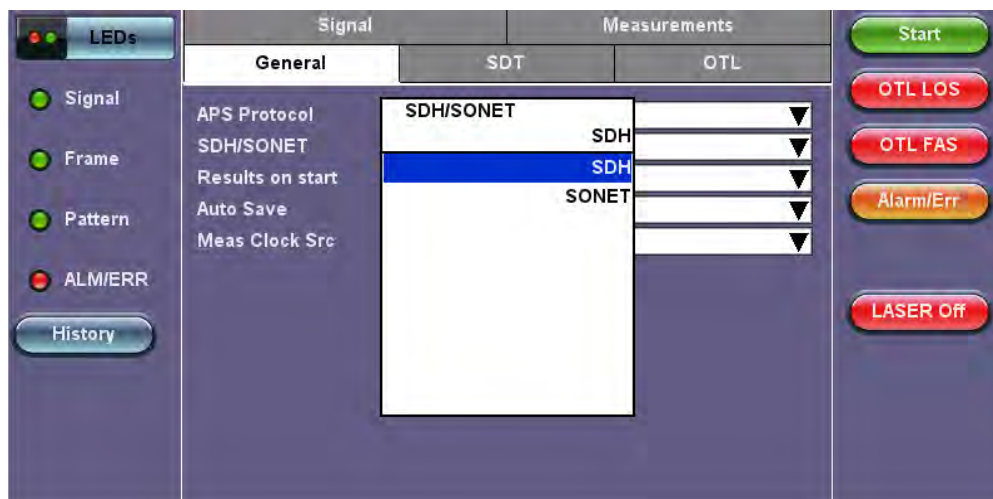 LEDs
Signal
Frame
Pattern
ALM/ERR
History
Signal
Measurements
General
SDT
OTL
APS Protocol
SDH/SONET
Results on start
Auto Save
Meas Clock Src
SDH/SONET
SDH
SDH
SONET
Start
OTL LOS
OTL FAS
Alarm/Err
LASER Off